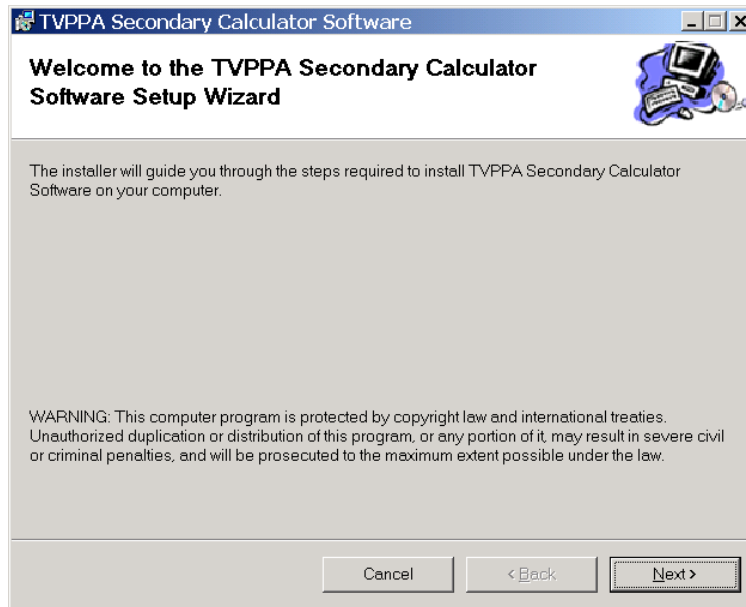 TVPPA Secondary Calculator Software
Welcome to the TVPPA Secondary Calculator
Software Setup Wizard
The installer will guide you through the steps required to install TVPPA Secondary Calculator
Software on your computer.
WARNING: This computer program is protected by copyright law and international treaties.
Unauthorized duplication or distribution of this program, or any portion of it, may result in severe civil
or criminal penalties, and will be prosecuted to the maximum extent possible under the law.
Cancel < Back Next >